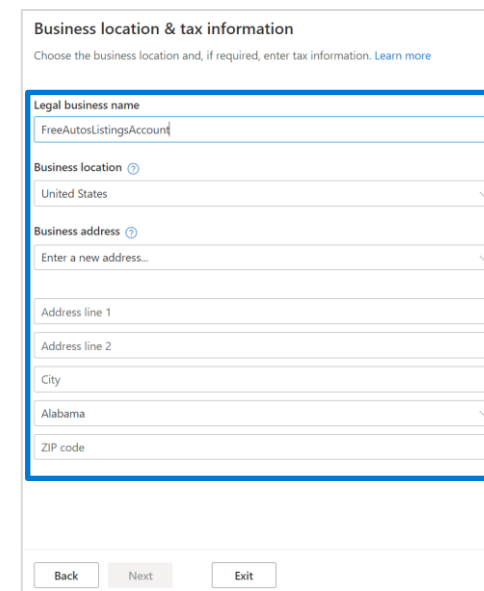 Business location & tax information
Choose the business location and, if required, enter tax information. Learn more
Legal business name
FreeAutosListingsAccount
Business location
United States
Business address
Enter a new address...
Address line 1
Address line 2
City
Alabama
ZIP code
Back Next Exit